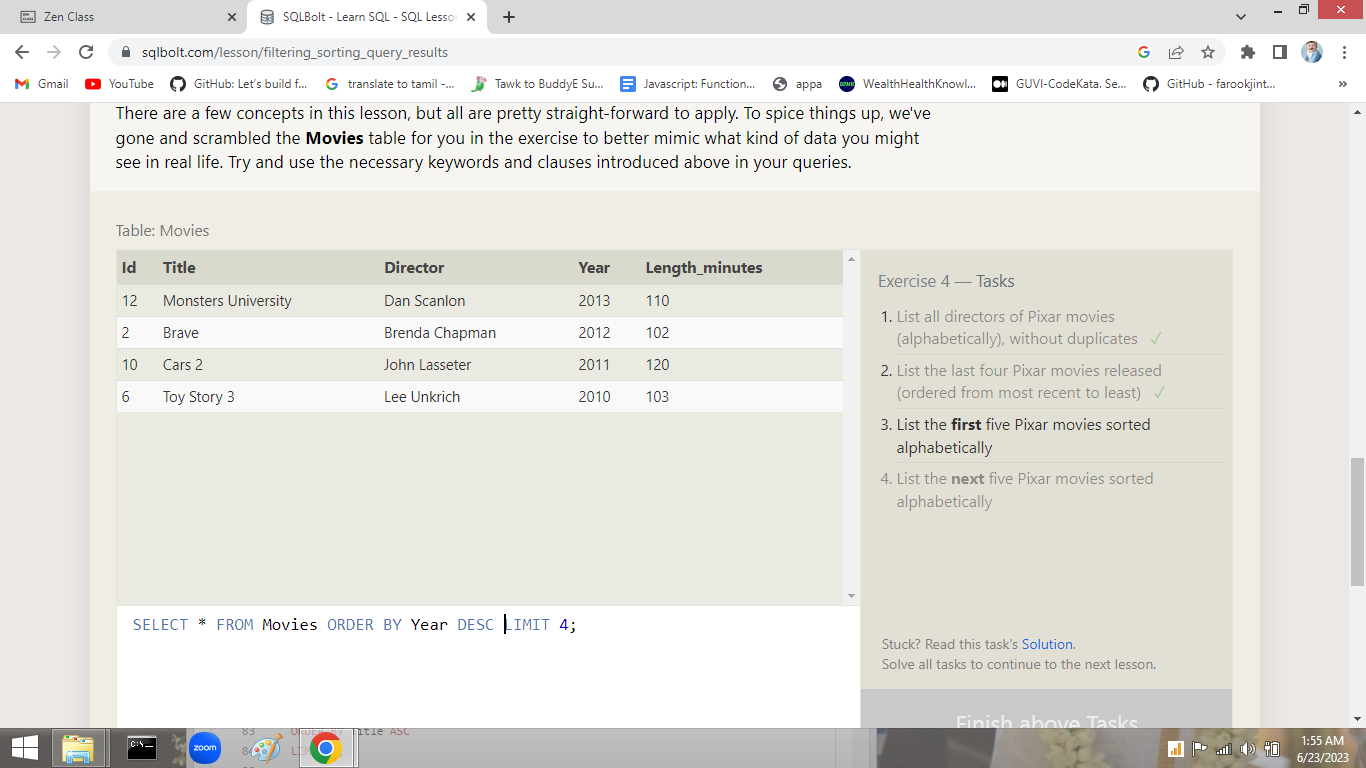 Zen Class
SQLBolt - Learn SQL - SQL Lesson
sqlbolt.com/lesson/filtering_sorting_query_results
Gmail
YouTube
GitHub: Let's build f...
translate to tamil -...
Tawk to BuddyE Su...
Javascript: Function...
appa
WealthHealthKnowl...
GUVI-CodeKata. Se...
GitHub - farookjint...
There are a few concepts in this lesson, but all are pretty straight-forward to apply. To spice things up, we've
gone and scrambled the Movies table for you in the exercise to better mimic what kind of data you might
see in real life. Try and use the necessary keywords and clauses introduced above in your queries.
Table: Movies
Id Title Director Year Length_minutes
12 Monsters University Dan Scanlon 2013 110
2 Brave Brenda Chapman 2012 102
10 Cars 2 John Lasseter 2011 120
6 Toy Story 3 Lee Unkrich 2010 103
Exercise 4 — Tasks
1. List all directors of Pixar movies
(alphabetically), without duplicates ✓
2. List the last four Pixar movies released
(ordered from most recent to least) ✓
3. List the first five Pixar movies sorted
alphabetically
4. List the next five Pixar movies sorted
alphabetically
SELECT * FROM Movies ORDER BY Year DESC LIMIT 4;
Stuck? Read this task's Solution.
Solve all tasks to continue to the next lesson.
Finish above Tasks
83
84
zoom
C:\_
1:55 AM
6/23/2023